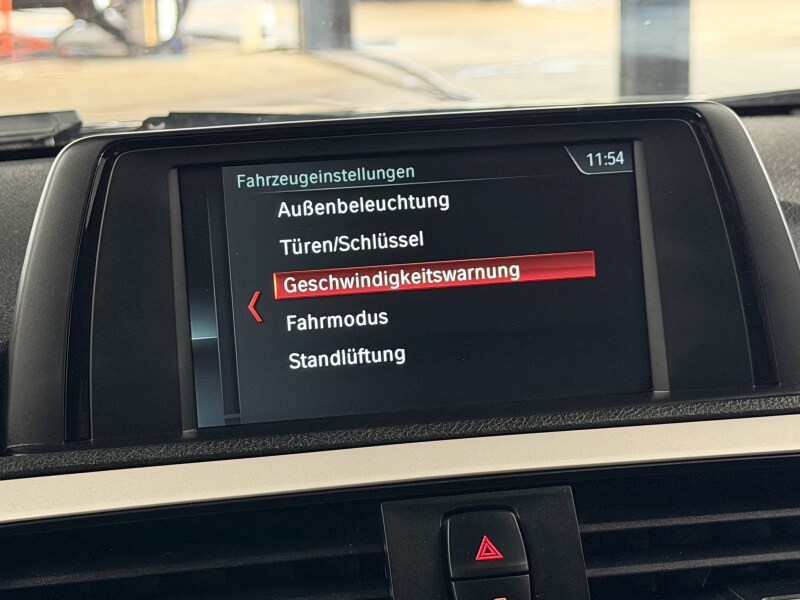 Fahrzeugeinstellungen
11:54
Außenbeleuchtung
Türen/Schlüssel
Geschwindigkeitswarnung
Fahrmodus
Standlüftung